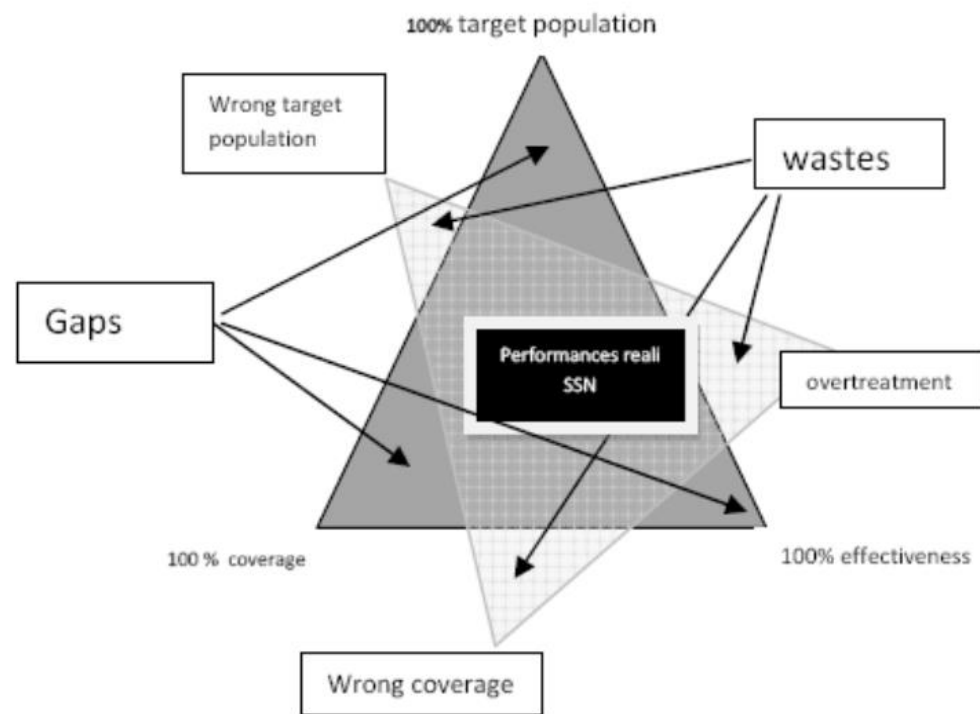 100% target population
Wrong target
population
wastes
Gaps
Performances reali
SSN
overtreatment
100 % coverage
100% effectiveness
Wrong coverage